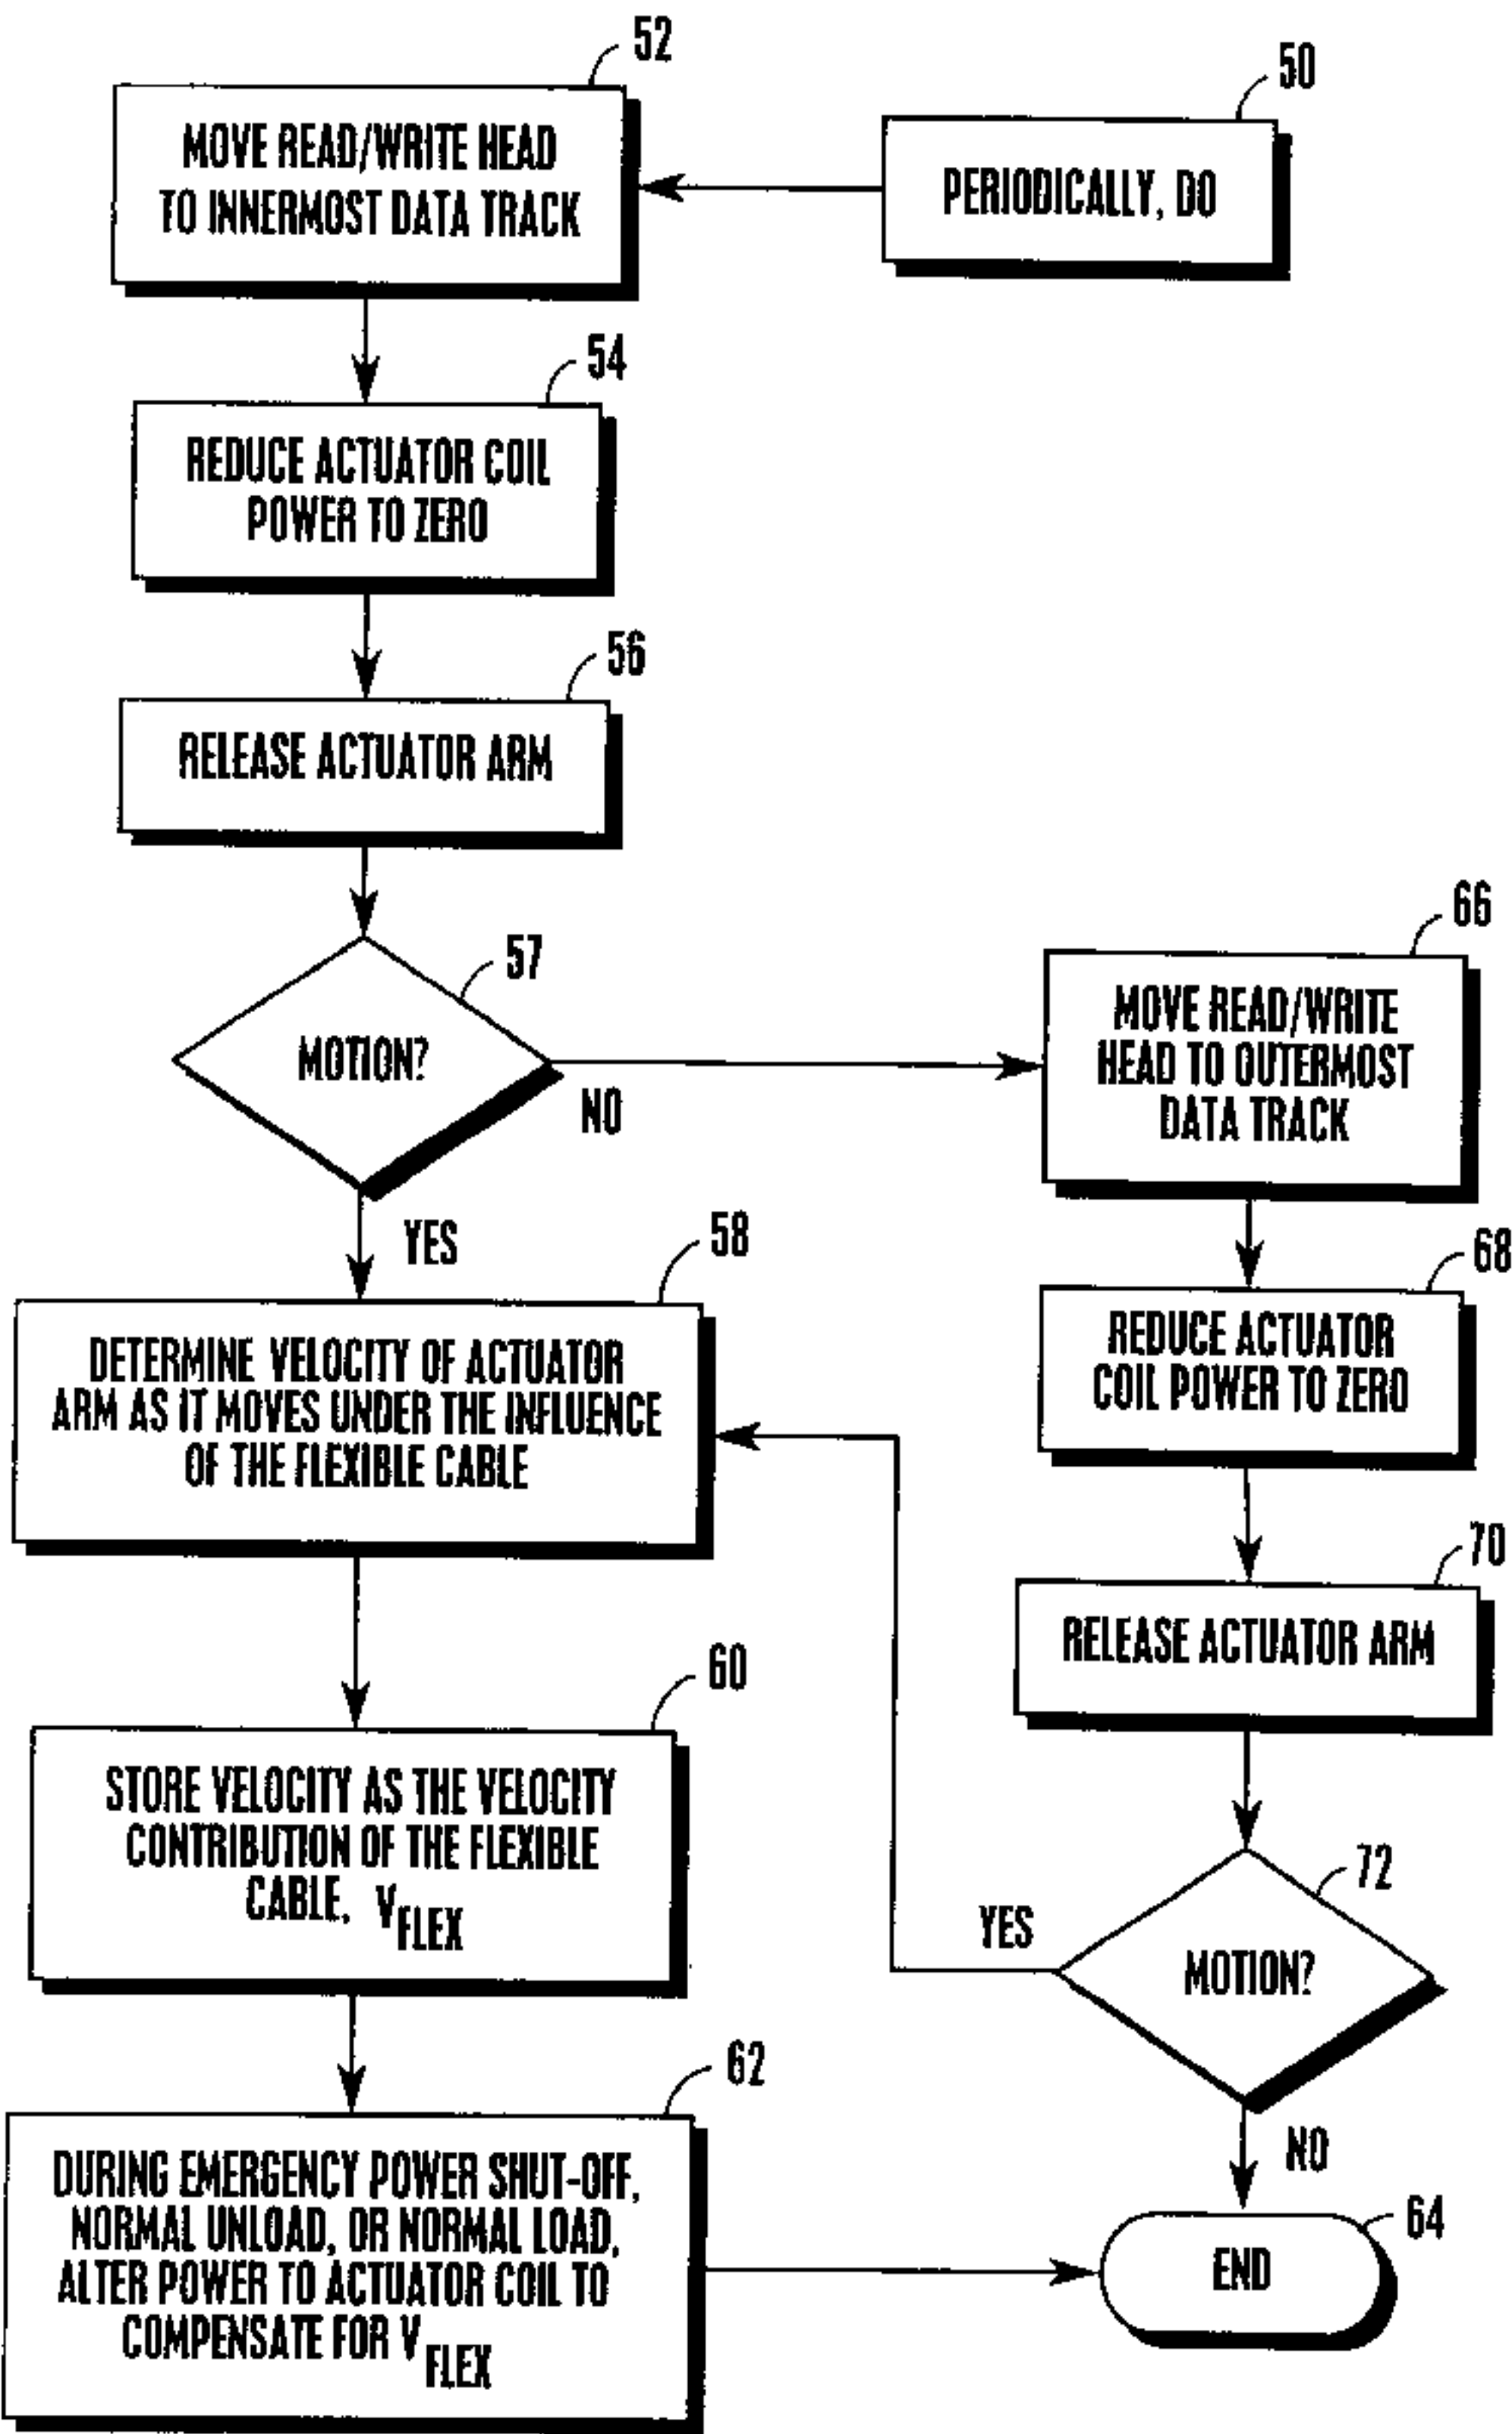 52
MOVE READ/WRITE HEAD
TO INNERMOST DATA TRACK
50
PERIODICALLY, DO
54
REDUCE ACTUATOR COIL
POWER TO ZERO
56
RELEASE ACTUATOR ARM
57
MOTION?
NO
YES
66
MOVE READ/WRITE
HEAD TO OUTERMOST
DATA TRACK
68
REDUCE ACTUATOR
COIL POWER TO ZERO
70
RELEASE ACTUATOR ARM
72
MOTION?
YES
NO
58
DETERMINE VELOCITY OF ACTUATOR
ARM AS IT MOVES UNDER THE INFLUENCE
OF THE FLEXIBLE CABLE
60
STORE VELOCITY AS THE VELOCITY
CONTRIBUTION OF THE FLEXIBLE
CABLE, VFLEX
62
DURING EMERGENCY POWER SHUT-OFF,
NORMAL UNLOAD, OR NORMAL LOAD,
ALTER POWER TO ACTUATOR COIL TO
COMPENSATE FOR VFLEX
64
END